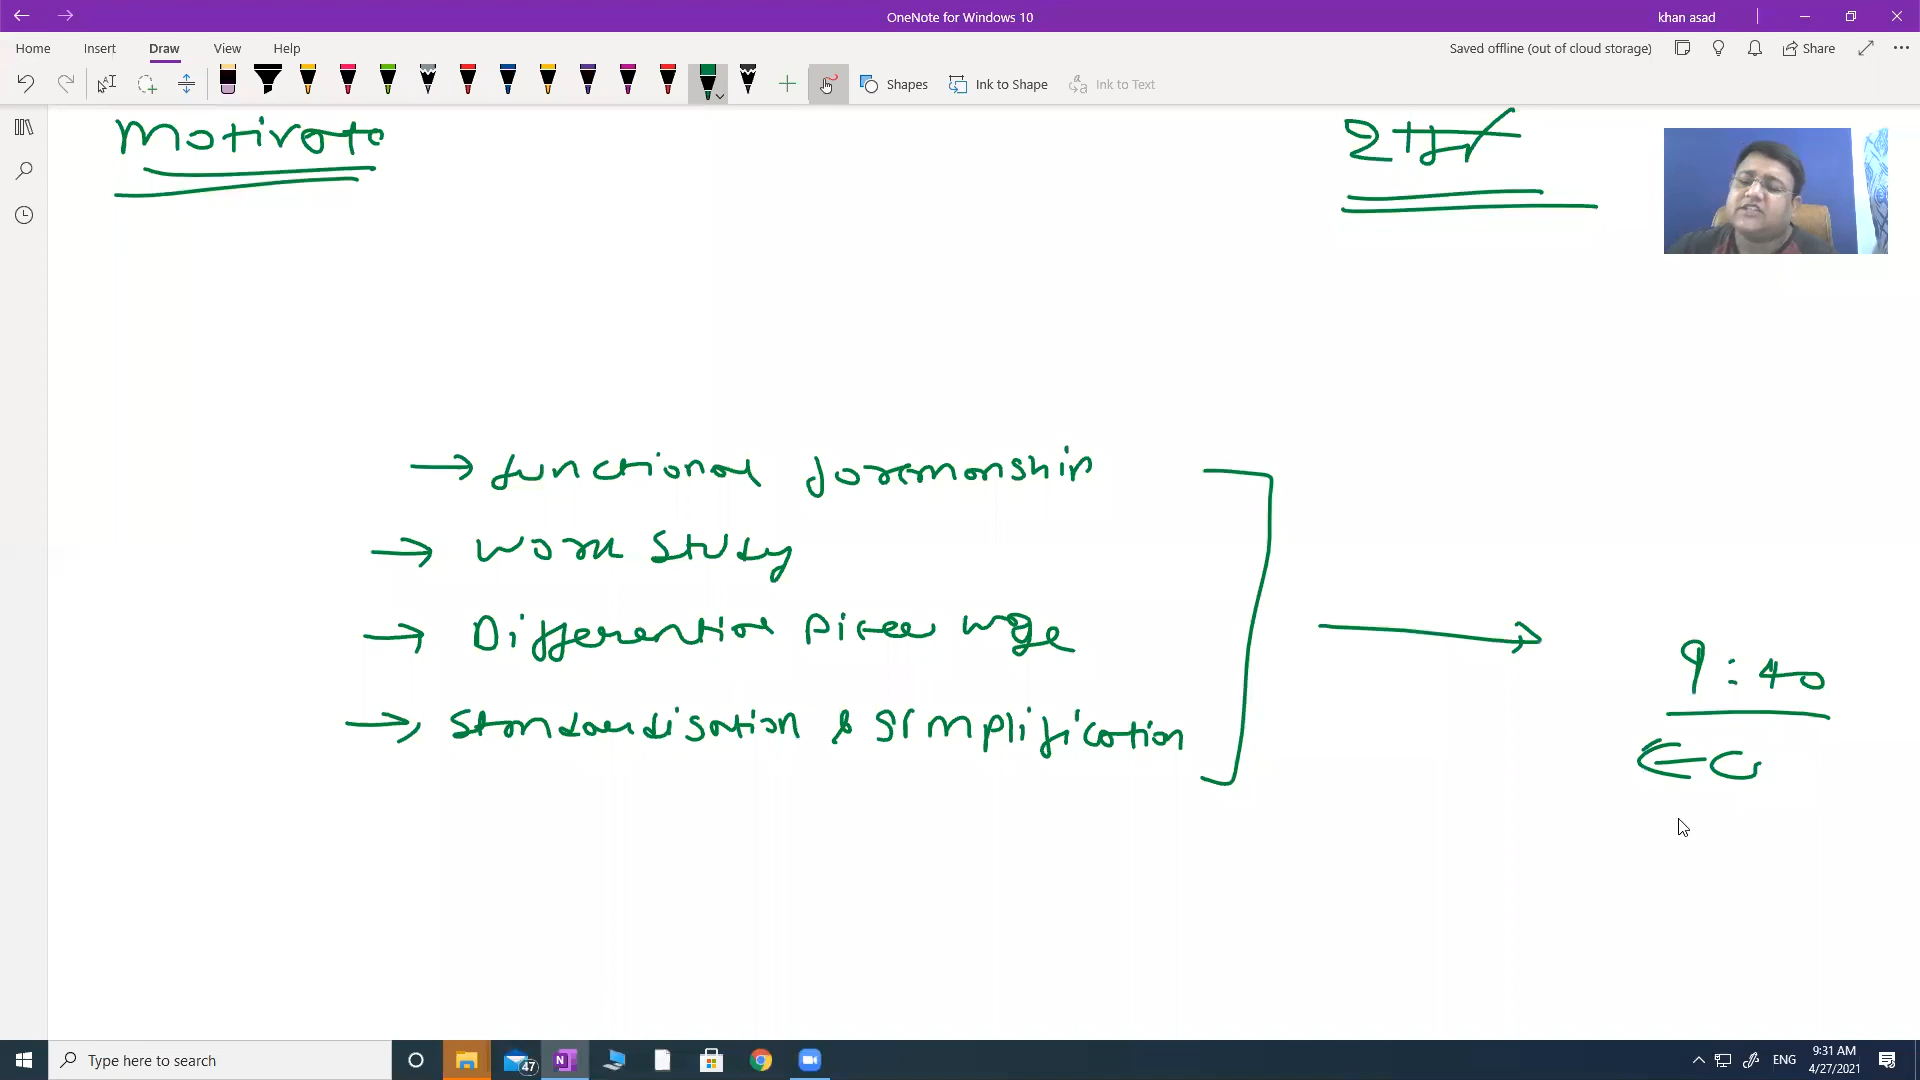 OneNote for Windows 10
khan asad
Home Insert Draw View Help
Saved offline (out of cloud storage)
Share
Shapes
Ink to Shape
Ink to Text
Motivate
→ functional foremanship
→ work study
→ Differential piece wage
→ Standardisation & simplification
9:40
Type here to search
47
ENG
9:31 AM
4/27/2021